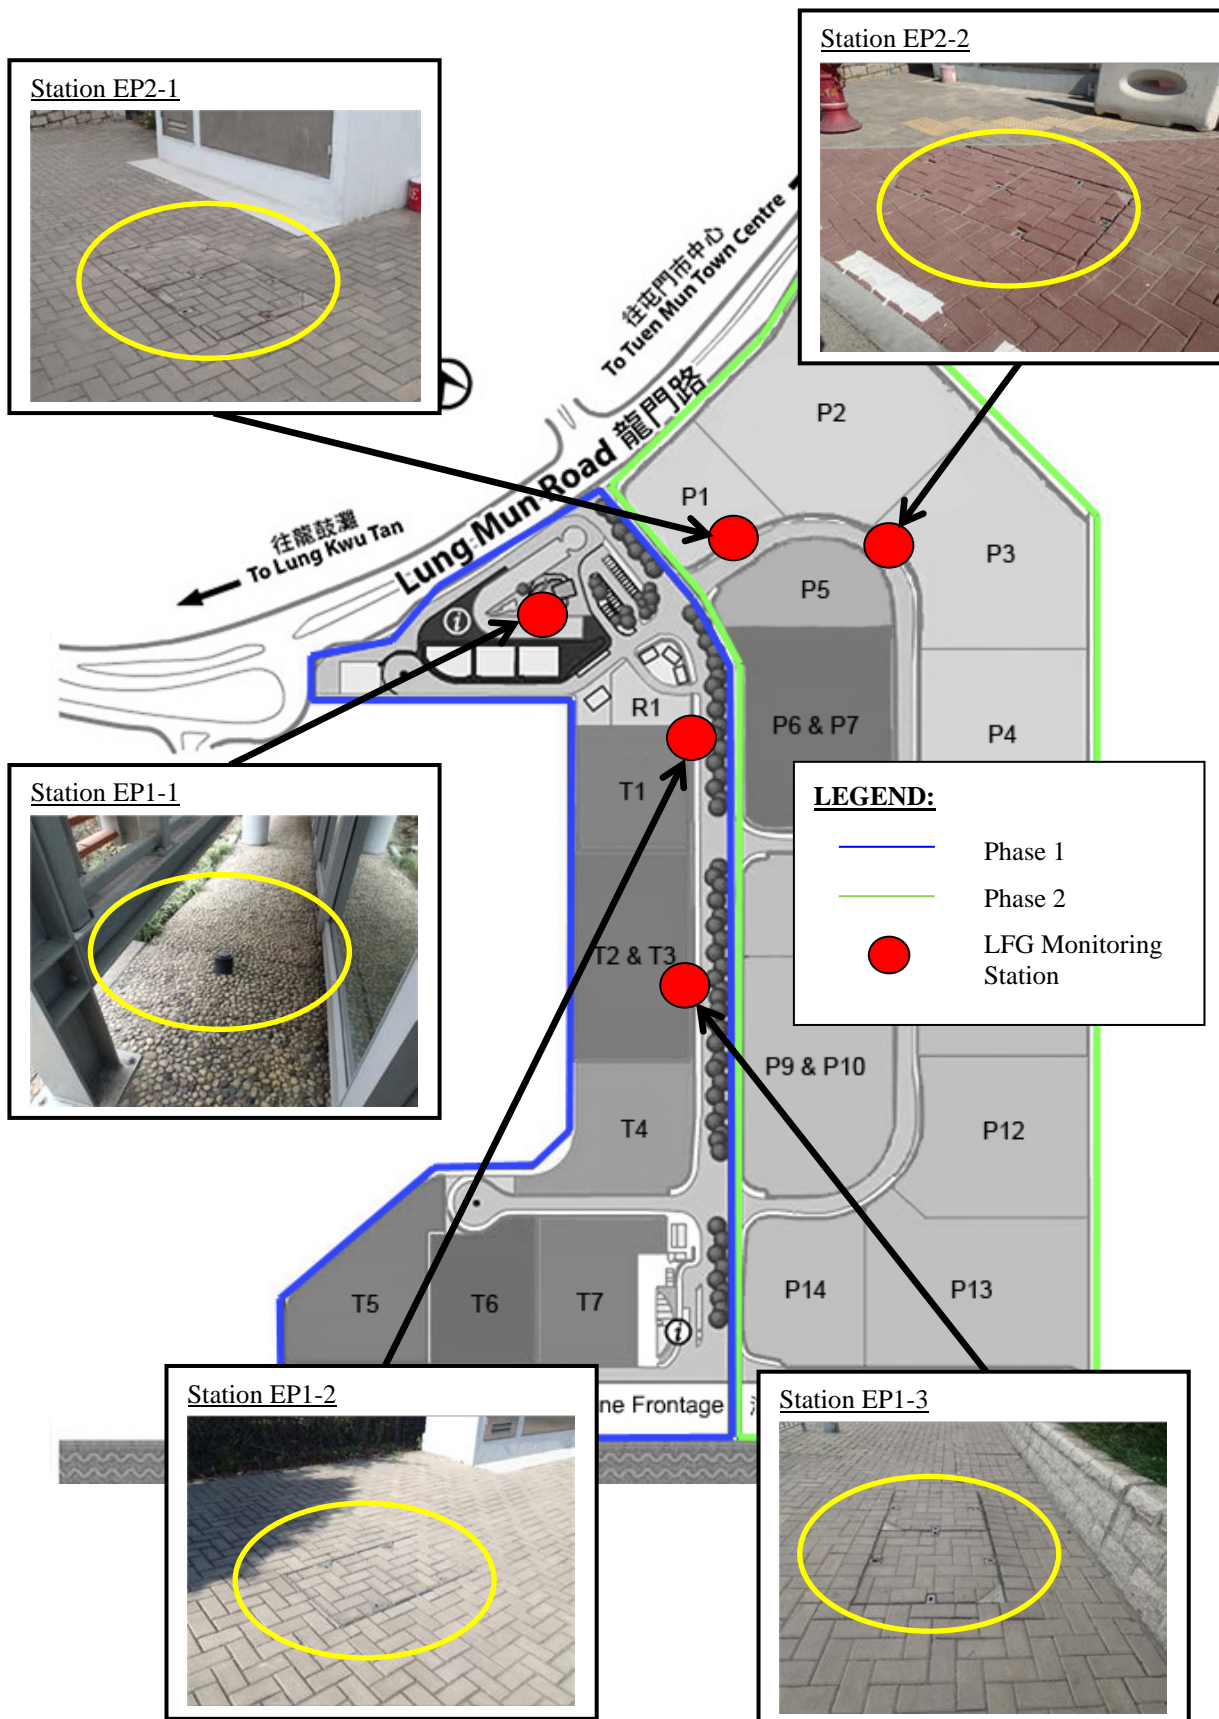 Station EP2-2
Station EP2-1
往屯門市中心
To Tuen Mun Town Centre
Lung Mun Road 龍門路
往龍鼓灘
To Lung Kwu Tan
P2
P1
P3
P5
i
R1
P6 & P7
P4
Station EP1-1
T1
LEGEND:
Phase 1
Phase 2
LFG Monitoring
Station
T2 & T3
P9 & P10
T4
P12
T5
T6
T7
P14
P13
i
Station EP1-2
ne Frontage
Station EP1-3